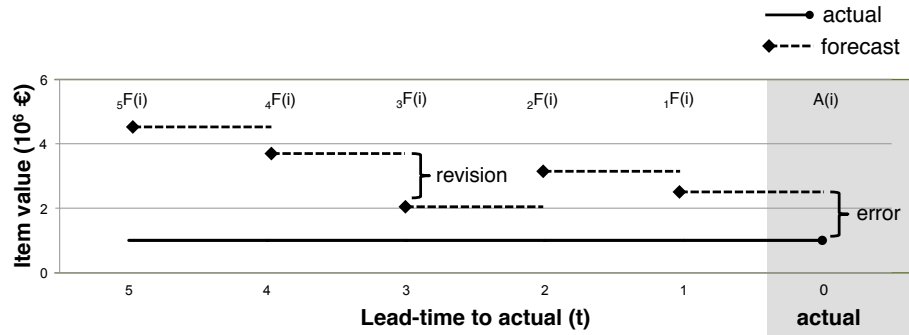 actual
forecast
Item value (10⁶ €)
6
4
2
0
₅F(i)
₄F(i)
₃F(i)
₂F(i)
₁F(i)
A(i)
revision
error
5
4
3
2
1
0
Lead-time to actual (t)
actual